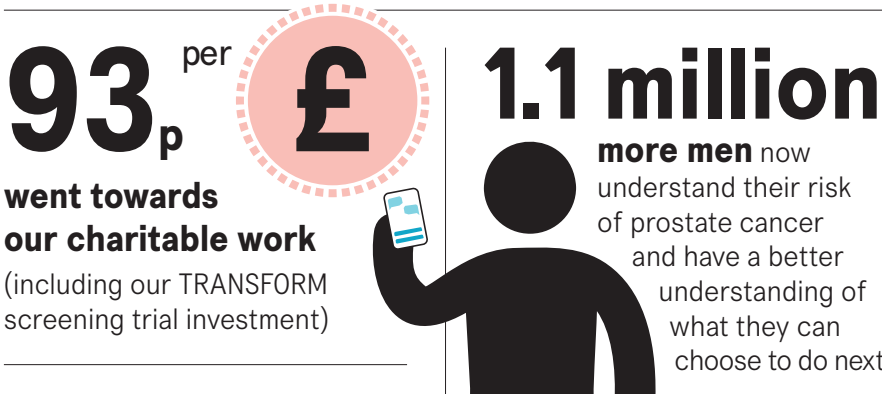 93p per £
went towards
our charitable work
(including our TRANSFORM
screening trial investment)
1.1 million
more men now
understand their risk
of prostate cancer
and have a better
understanding of
what they can
choose to do next